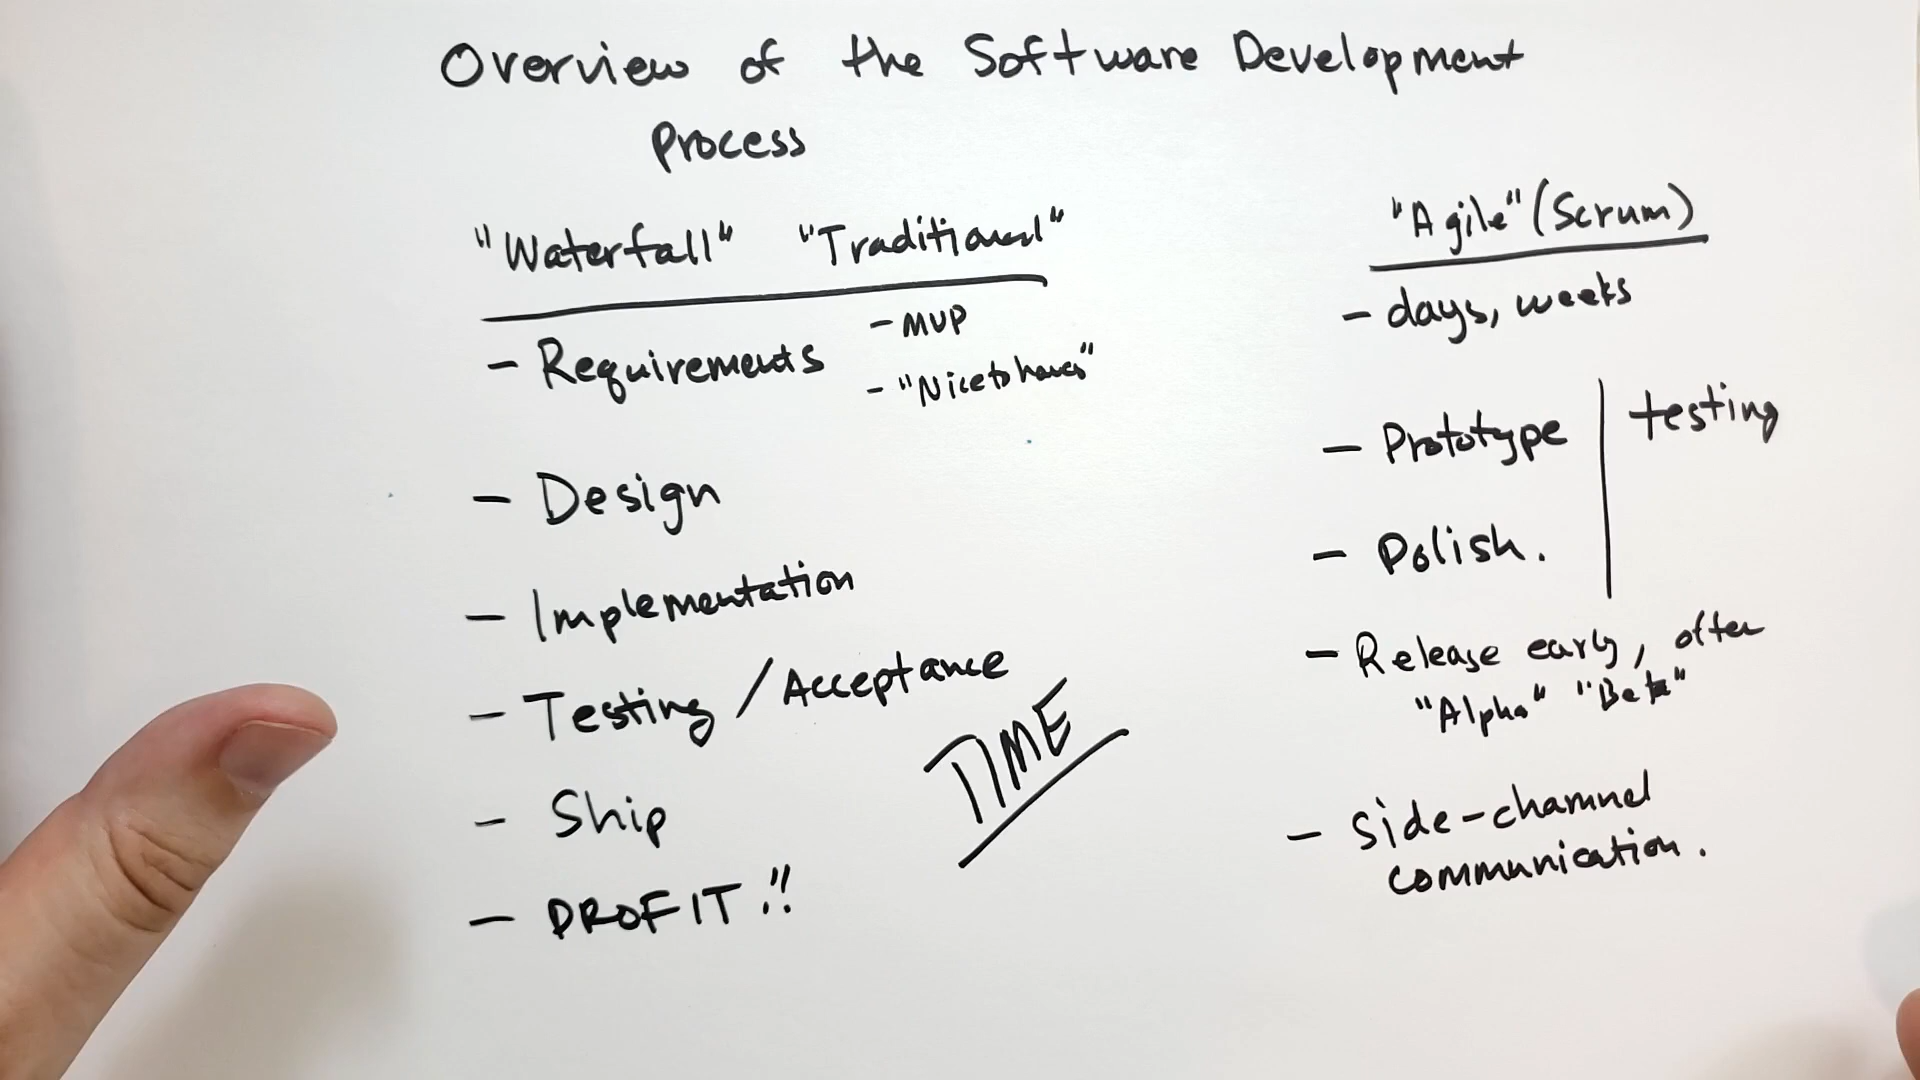 Overview of the Software Development
Process
"Waterfall" "Traditional"
- Requirements
- MVP
- "Nice to haves"
- Design
- Implementation
- Testing / Acceptance
- Ship
- PROFIT!!
TIME
"Agile" (Scrum)
- days, weeks
- Prototype
testing
- Polish.
- Release early, often
"Alpha" "Beta"
- Side-channel
communication.